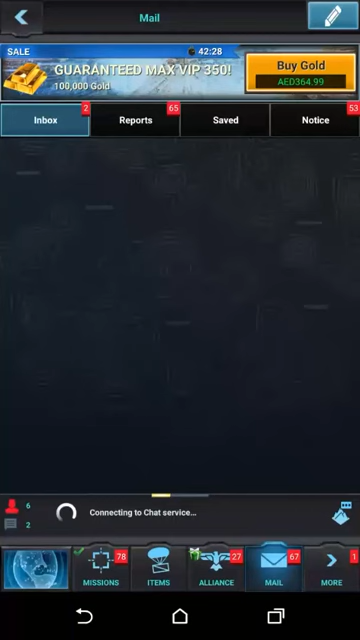 Mail
SALE
42:28
GUARANTEED MAX VIP 350!
100,000 Gold
Buy Gold
AED364.99
Inbox
2
Reports
65
Saved
Notice
53
6
2
Connecting to Chat service...
MISSIONS
78
ITEMS
ALLIANCE
27
MAIL
67
MORE
1